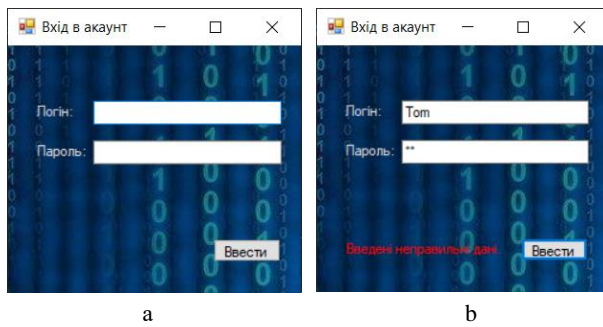 Вхід в акаунт
Логін:
Пароль:
Ввести
Вхід в акаунт
Логін: Tom
Пароль: **
Введені неправильні дані Ввести
a b